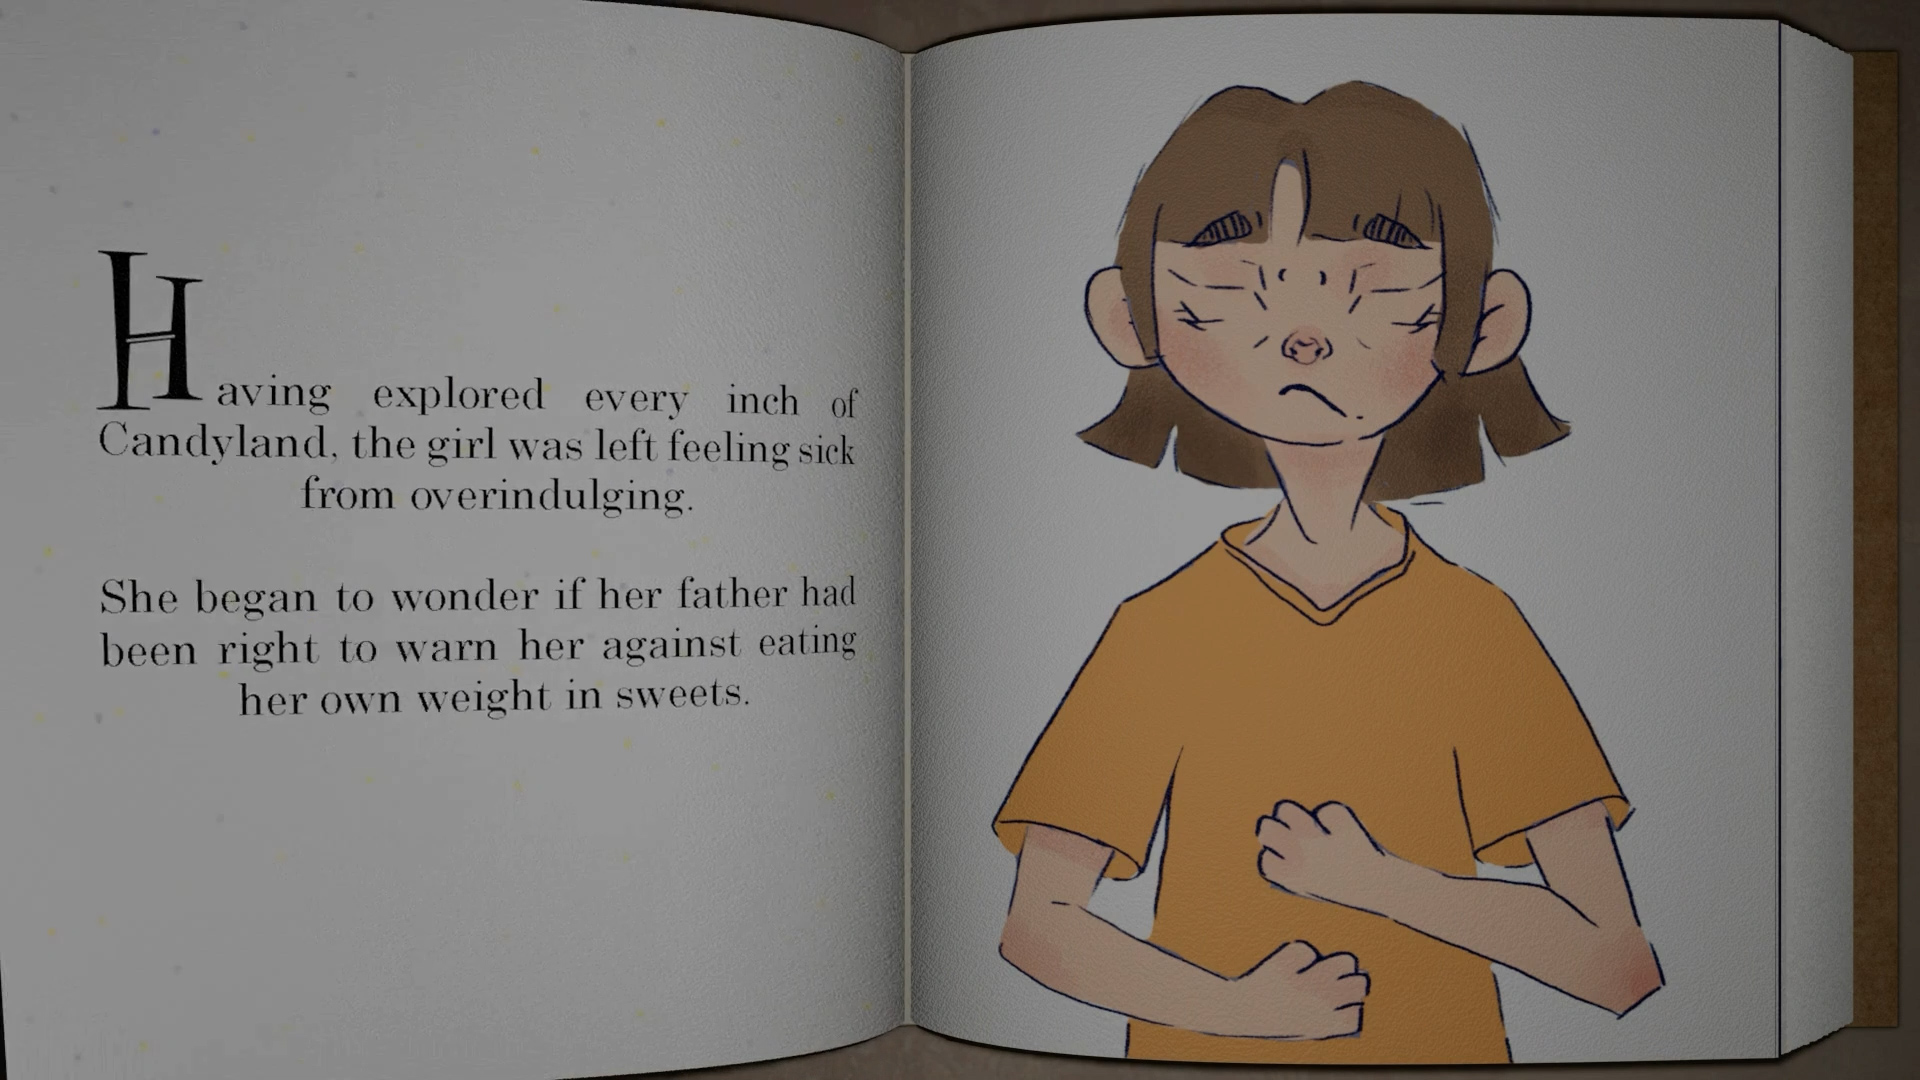 Having explored every inch of
Candyland, the girl was left feeling sick
from overindulging.
She began to wonder if her father had
been right to warn her against eating
her own weight in sweets.